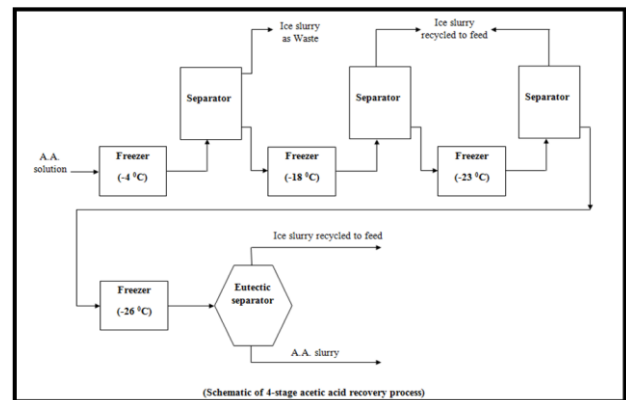 Ice slurry
as Waste
Ice slurry
recycled to feed
Separator
Separator
Separator
A.A.
solution
Freezer
(-4 ⁰C)
Freezer
(-18 ⁰C)
Freezer
(-23 ⁰C)
Ice slurry recycled to feed
Freezer
(-26 ⁰C)
Eutectic
separator
A.A. slurry
(Schematic of 4-stage acetic acid recovery process)